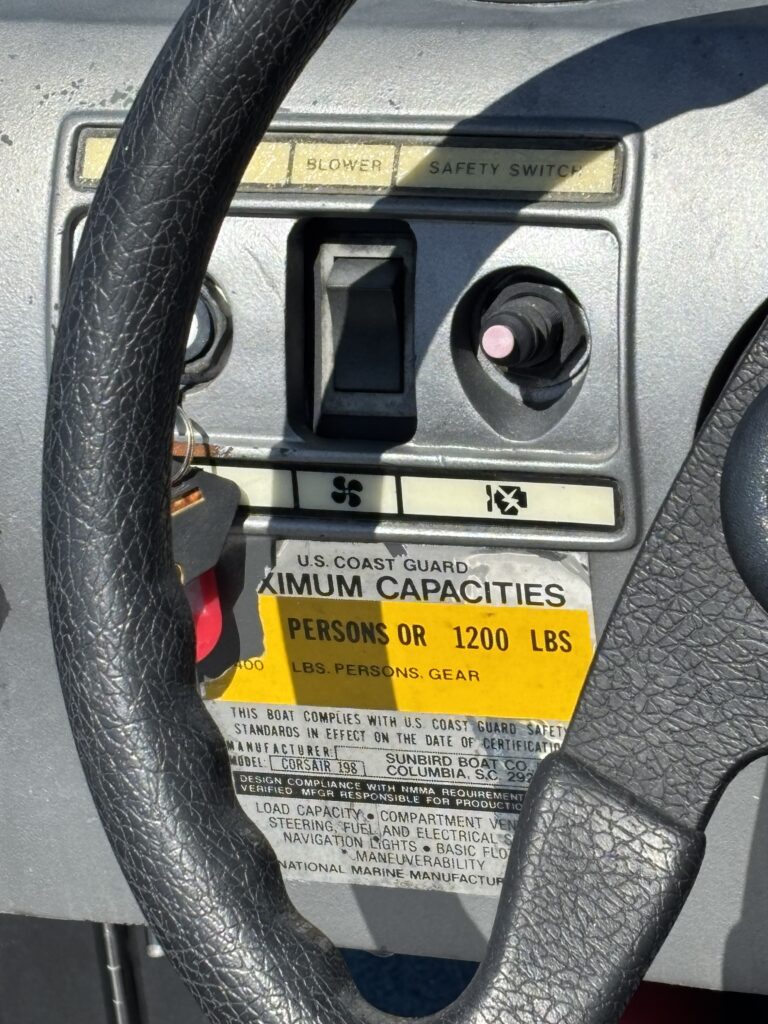 BLOWER
SAFETY SWITCH
U.S. COAST GUARD
XIMUM CAPACITIES
PERSONS OR 1200 LBS
400 LBS. PERSONS, GEAR
THIS BOAT COMPLIES WITH U.S. COAST GUARD SAFET
STANDARDS IN EFFECT ON THE DATE OF CERTIFICATIO
MANUFACTURER:
SUNBIRD BOAT CO.
MODEL: CORSAIR 198
COLUMBIA, S.C. 292
DESIGN COMPLIANCE WITH NMMA REQUIREMENT
VERIFIED. MFGR RESPONSIBLE FOR PRODUCTIO
LOAD CAPACITY • COMPARTMENT VEN
STEERING, FUEL AND ELECTRICAL S
NAVIGATION LIGHTS • BASIC FLO
• MANEUVERABILITY
NATIONAL MARINE MANUFACTUR